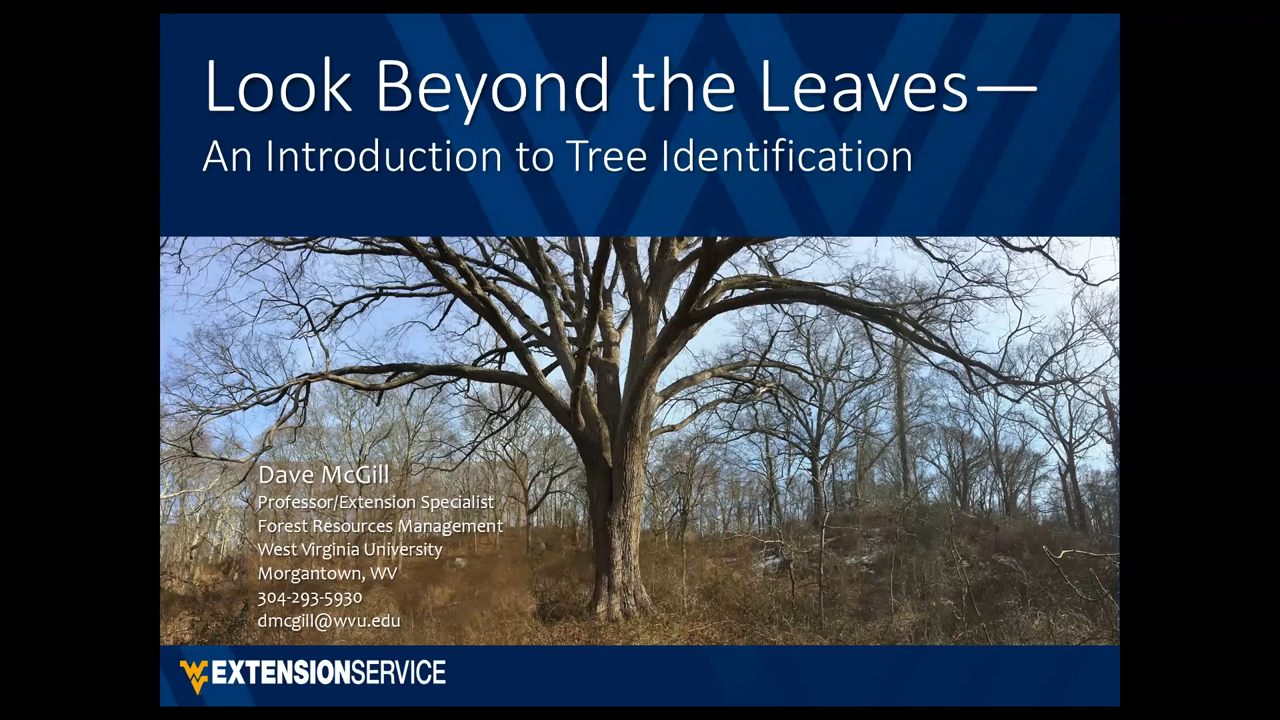 Look Beyond the Leaves—
An Introduction to Tree Identification
Dave McGill
Professor/Extension Specialist
Forest Resources Management
West Virginia University
Morgantown, WV
304-293-5930
dmcgill@wvu.edu
WV EXTENSIONSERVICE